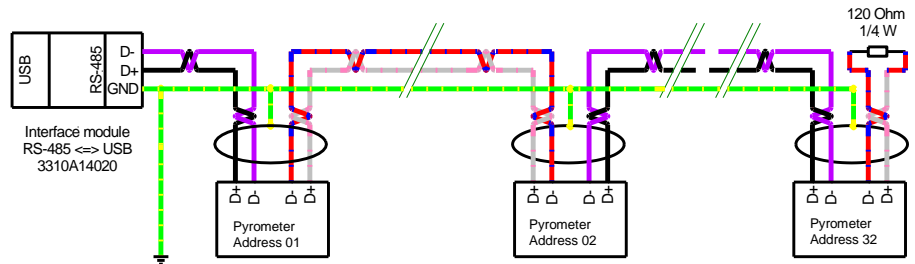 USB
RS-485
D-
D+
GND
Interface module
RS-485 <=> USB
3310A14020
120 Ohm
1/4 W
D+
D-
D-
D+
Pyrometer
Address 01
D+
D-
D+
D-
Pyrometer
Address 02
D+
D-
D-
D+
Pyrometer
Address 32